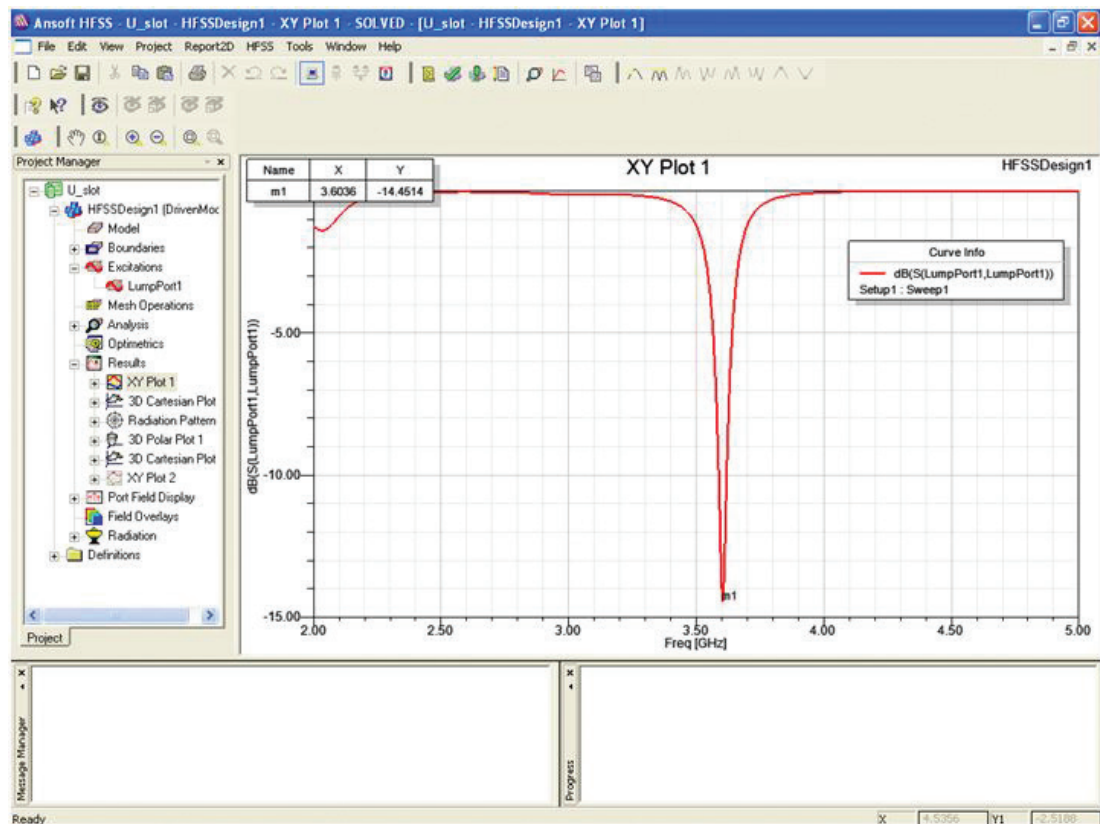 Ansoft HFSS - U_slot - HFSSDesign1 - XY Plot 1 - SOLVED - [U_slot - HFSSDesign1 - XY Plot 1]
File Edit View Project Report2D HFSS Tools Window Help
Project Manager
U_slot
HFSSDesign1 (DrivenMoc
Model
Boundaries
Excitations
LumpPort1
Mesh Operations
Analysis
Optimetrics
Results
XY Plot 1
3D Cartesian Plot
Radiation Pattern
3D Polar Plot 1
3D Cartesian Plot
XY Plot 2
Port Field Display
Field Overlays
Radiation
Definitions
Project
Name X Y
m1 3.6036 -14.4514
XY Plot 1
HFSSDesign1
Curve Info
dB(S(LumpPort1,LumpPort1))
Setup1 : Sweep1
dB(S(LumpPort1,LumpPort1))
-5.00
-10.00
-15.00
m1
2.00 2.50 3.00 3.50 4.00 4.50 5.00
Freq [GHz]
Message Manager
Progress
Ready
X 4.5356 Y1 -2.5188